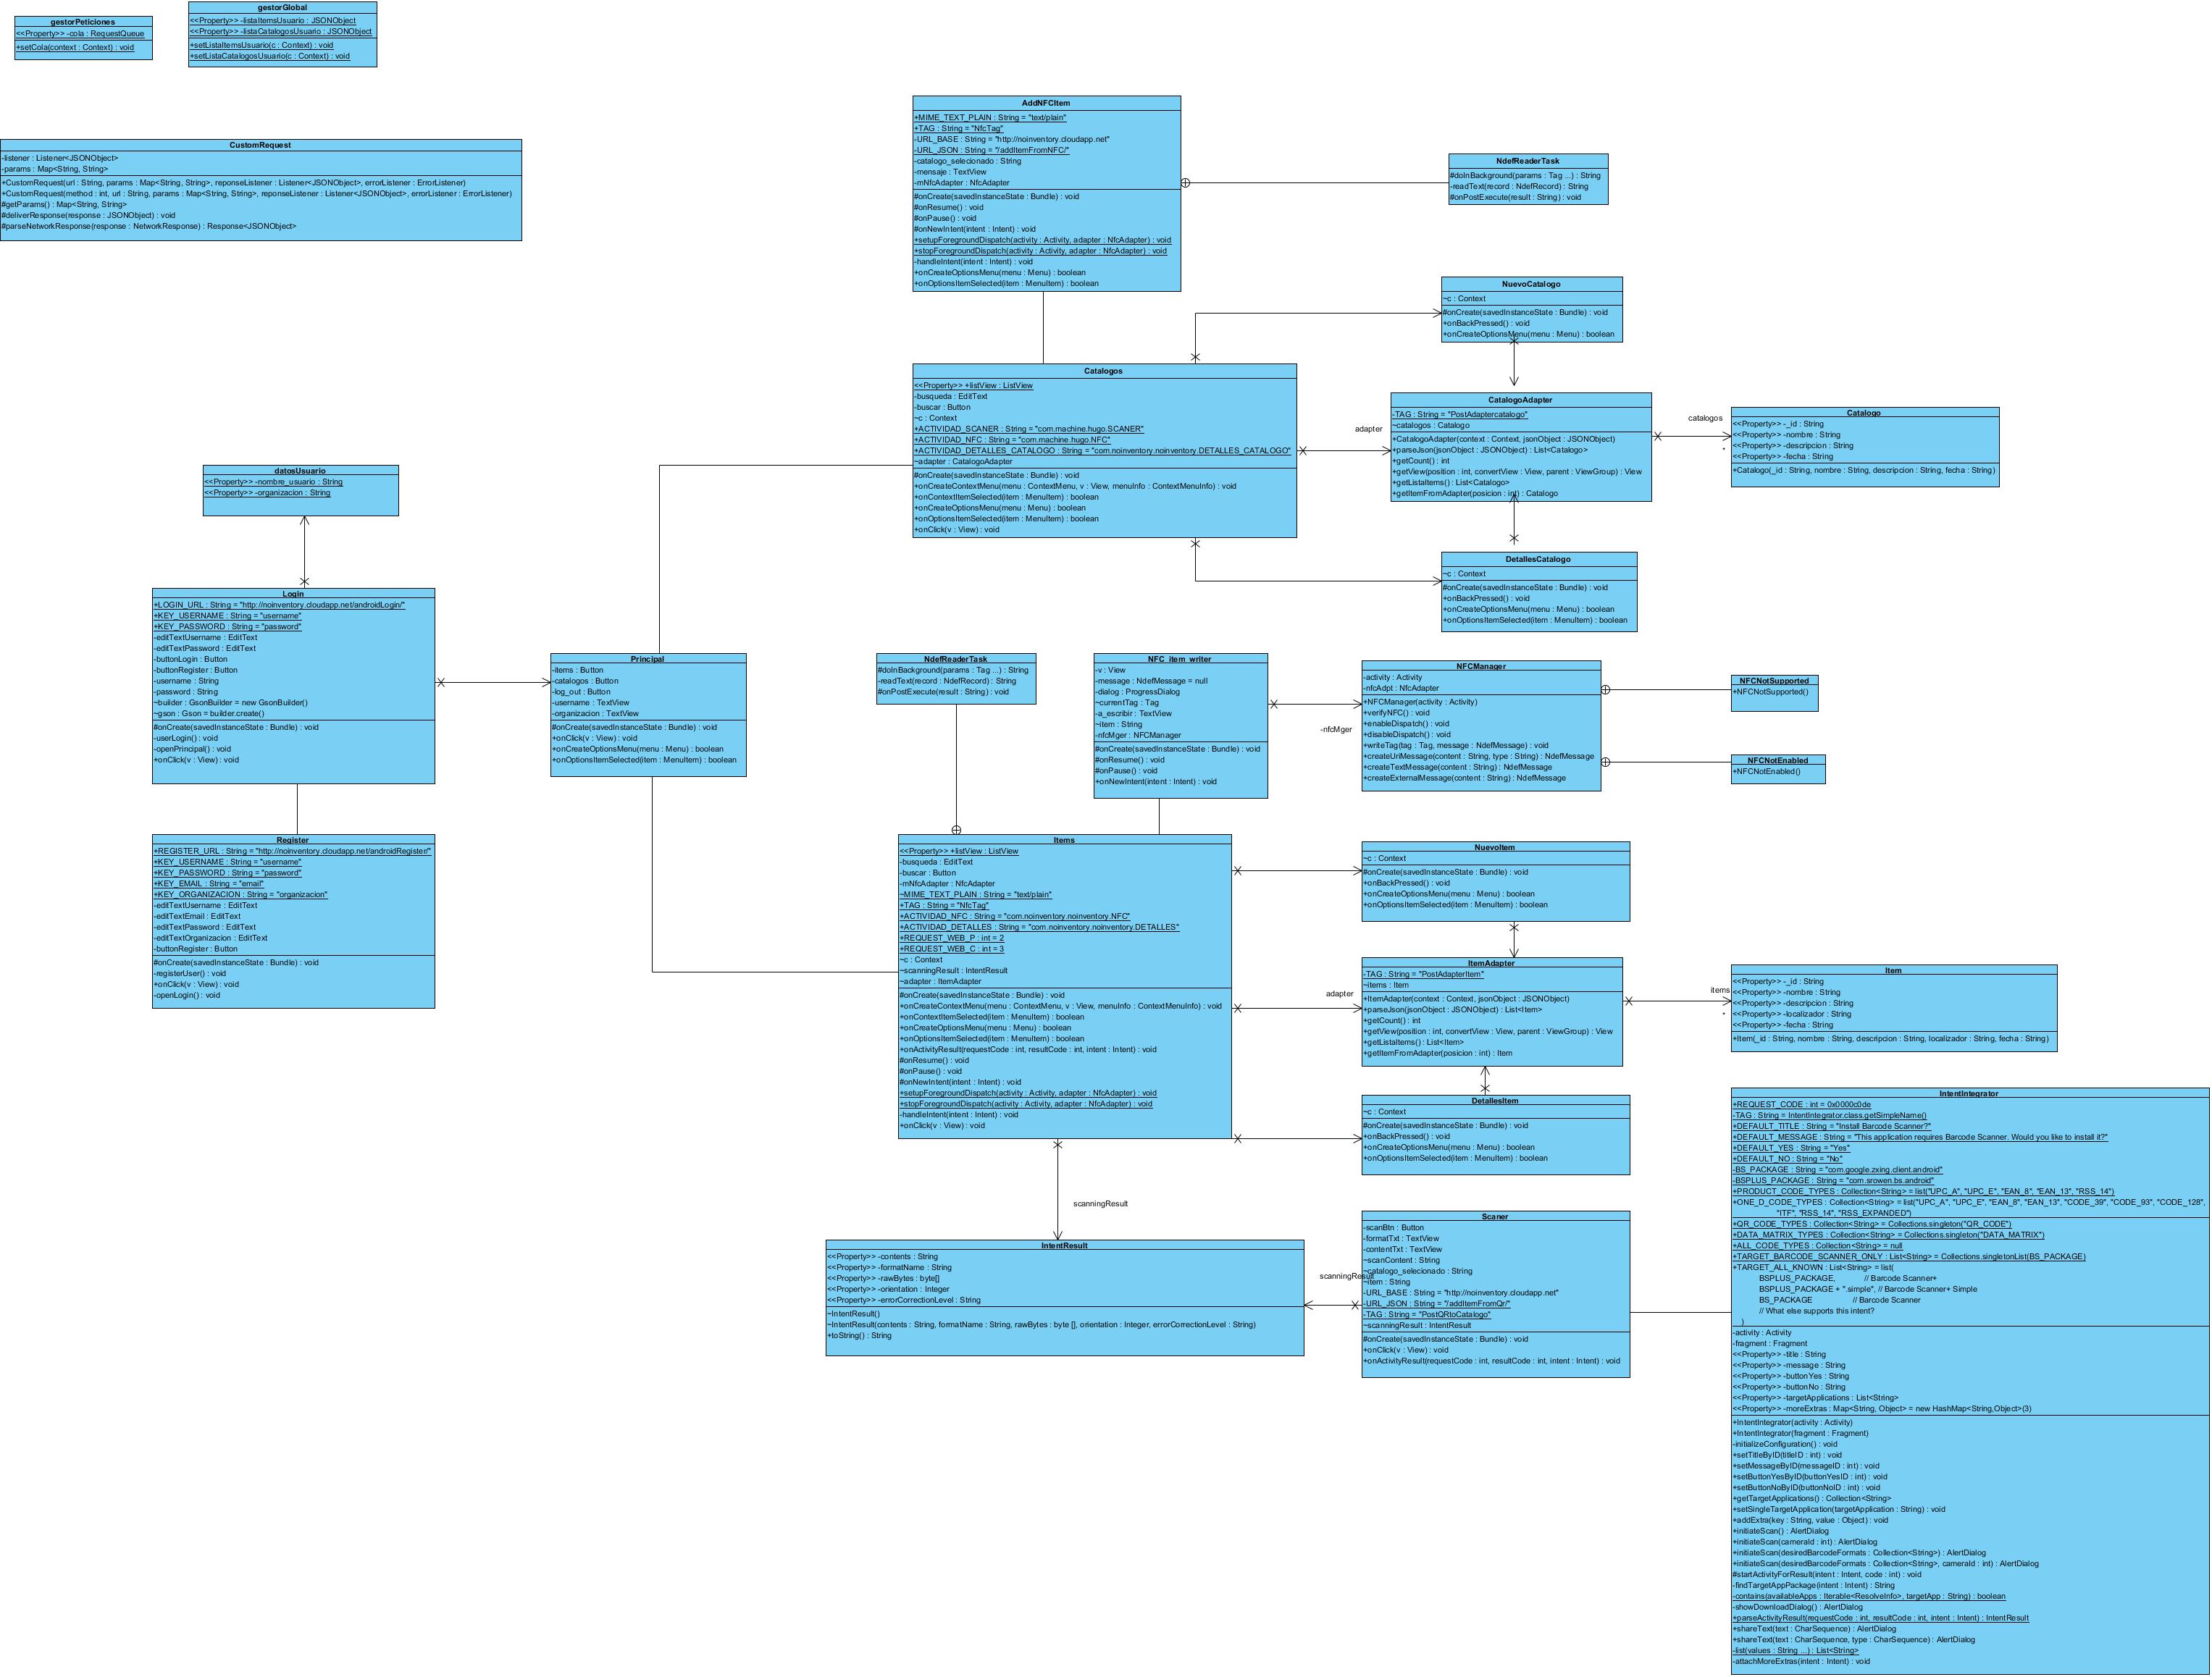 gestorPeticiones
<<Property>> -cola : RequestQueue
+setCola(context : Context) : void
gestorGlobal
<<Property>> -listaItemsUsuario : JSONObject
<<Property>> -listaCatalogosUsuario : JSONObject
+setListaItemsUsuario(c : Context) : void
+setListaCatalogosUsuario(c : Context) : void
CustomRequest
-listener : Listener<JSONObject>
-params : Map<String, String>
+CustomRequest(url : String, params : Map<String, String>, reponseListener : Listener<JSONObject>, errorListener : ErrorListener)
+CustomRequest(method : int, url : String, params : Map<String, String>, reponseListener : Listener<JSONObject>, errorListener : ErrorListener)
#getParams() : Map<String, String>
#deliverResponse(response : JSONObject) : void
#parseNetworkResponse(response : NetworkResponse) : Response<JSONObject>
AddNFCItem
+MIME_TEXT_PLAIN : String = "text/plain"
+TAG : String = "NfcTag"
-URL_BASE : String = "http://noinventory.cloudapp.net"
-URL_JSON : String = "/addItemFromNFC/"
-catalogo_selecionado : String
-mensaje : TextView
-mNfcAdapter : NfcAdapter
#onCreate(savedInstanceState : Bundle) : void
#onResume() : void
#onPause() : void
#onNewIntent(intent : Intent) : void
+setupForegroundDispatch(activity : Activity, adapter : NfcAdapter) : void
+stopForegroundDispatch(activity : Activity, adapter : NfcAdapter) : void
-handleIntent(intent : Intent) : void
+onCreateOptionsMenu(menu : Menu) : boolean
+onOptionsItemSelected(item : MenuItem) : boolean
NdefReaderTask
#doInBackground(params : Tag ...) : String
-readText(record : NdefRecord) : String
#onPostExecute(result : String) : void
NuevoCatalogo
~c : Context
#onCreate(savedInstanceState : Bundle) : void
+onBackPressed() : void
+onCreateOptionsMenu(menu : Menu) : boolean
Catalogos
<<Property>> +listView : ListView
-busqueda : EditText
-buscar : Button
~c : Context
+ACTIVIDAD_SCANER : String = "com.machine.hugo.SCANER"
+ACTIVIDAD_NFC : String = "com.machine.hugo.NFC"
+ACTIVIDAD_DETALLES_CATALOGO : String = "com.noinventory.noinventory.DETALLES_CATALOGO"
~adapter : CatalogoAdapter
#onCreate(savedInstanceState : Bundle) : void
+onCreateContextMenu(menu : ContextMenu, v : View, menuInfo : ContextMenuInfo) : void
+onContextItemSelected(item : MenuItem) : boolean
+onCreateOptionsMenu(menu : Menu) : boolean
+onOptionsItemSelected(item : MenuItem) : boolean
+onClick(v : View) : void
adapter
CatalogoAdapter
-TAG : String = "PostAdaptercatalogo"
~catalogos : Catalogo
+CatalogoAdapter(context : Context, jsonObject : JSONObject)
+parseJson(jsonObject : JSONObject) : List<Catalogo>
+getCount() : int
+getView(position : int, convertView : View, parent : ViewGroup) : View
+getListaItems() : List<Catalogo>
+getItemFromAdapter(posicion : int) : Catalogo
catalogos
*
Catalogo
<<Property>> -_id : String
<<Property>> -nombre : String
<<Property>> -descripcion : String
<<Property>> -fecha : String
+Catalogo(_id : String, nombre : String, descripcion : String, fecha : String)
DetallesCatalogo
~c : Context
#onCreate(savedInstanceState : Bundle) : void
+onBackPressed() : void
+onCreateOptionsMenu(menu : Menu) : boolean
+onOptionsItemSelected(item : MenuItem) : boolean
datosUsuario
<<Property>> -nombre_usuario : String
<<Property>> -organizacion : String
Login
+LOGIN_URL : String = "http://noinventory.cloudapp.net/androidLogin/"
+KEY_USERNAME : String = "username"
+KEY_PASSWORD : String = "password"
-editTextUsername : EditText
-editTextPassword : EditText
-buttonLogin : Button
-buttonRegister : Button
-username : String
-password : String
~builder : GsonBuilder = new GsonBuilder()
~gson : Gson = builder.create()
#onCreate(savedInstanceState : Bundle) : void
-userLogin() : void
-openPrincipal() : void
+onClick(v : View) : void
Principal
-items : Button
-catalogos : Button
-log_out : Button
-username : TextView
-organizacion : TextView
#onCreate(savedInstanceState : Bundle) : void
+onClick(v : View) : void
+onCreateOptionsMenu(menu : Menu) : boolean
+onOptionsItemSelected(item : MenuItem) : boolean
NdefReaderTask
#doInBackground(params : Tag ...) : String
-readText(record : NdefRecord) : String
#onPostExecute(result : String) : void
NFC_item_writer
-v : View
-message : NdefMessage = null
-dialog : ProgressDialog
~currentTag : Tag
-a_escribir : TextView
~item : String
-nfcMger : NFCManager
#onCreate(savedInstanceState : Bundle) : void
#onResume() : void
#onPause() : void
+onNewIntent(intent : Intent) : void
-nfcMger
NFCManager
-activity : Activity
-nfcAdpt : NfcAdapter
+NFCManager(activity : Activity)
+verifyNFC() : void
+enableDispatch() : void
+disableDispatch() : void
+writeTag(tag : Tag, message : NdefMessage) : void
+createUriMessage(content : String, type : String) : NdefMessage
+createTextMessage(content : String) : NdefMessage
+createExternalMessage(content : String) : NdefMessage
NFCNotSupported
+NFCNotSupported()
NFCNotEnabled
+NFCNotEnabled()
Register
+REGISTER_URL : String = "http://noinventory.cloudapp.net/androidRegister/"
+KEY_USERNAME : String = "username"
+KEY_PASSWORD : String = "password"
+KEY_EMAIL : String = "email"
+KEY_ORGANIZACION : String = "organizacion"
-editTextUsername : EditText
-editTextEmail : EditText
-editTextPassword : EditText
-editTextOrganizacion : EditText
-buttonRegister : Button
#onCreate(savedInstanceState : Bundle) : void
-registerUser() : void
+onClick(v : View) : void
-openLogin() : void
Items
<<Property>> +listView : ListView
-busqueda : EditText
-buscar : Button
-mNfcAdapter : NfcAdapter
~MIME_TEXT_PLAIN : String = "text/plain"
+TAG : String = "NfcTag"
+ACTIVIDAD_NFC : String = "com.noinventory.noinventory.NFC"
+ACTIVIDAD_DETALLES : String = "com.noinventory.noinventory.DETALLES"
+REQUEST_WEB_P : int = 2
+REQUEST_WEB_C : int = 3
~c : Context
~scanningResult : IntentResult
~adapter : ItemAdapter
#onCreate(savedInstanceState : Bundle) : void
+onCreateContextMenu(menu : ContextMenu, v : View, menuInfo : ContextMenuInfo) : void
+onContextItemSelected(item : MenuItem) : boolean
+onCreateOptionsMenu(menu : Menu) : boolean
+onOptionsItemSelected(item : MenuItem) : boolean
+onActivityResult(requestCode : int, resultCode : int, intent : Intent) : void
#onResume() : void
#onPause() : void
#onNewIntent(intent : Intent) : void
+setupForegroundDispatch(activity : Activity, adapter : NfcAdapter) : void
+stopForegroundDispatch(activity : Activity, adapter : NfcAdapter) : void
-handleIntent(intent : Intent) : void
+onClick(v : View) : void
NuevoItem
~c : Context
#onCreate(savedInstanceState : Bundle) : void
+onBackPressed() : void
+onCreateOptionsMenu(menu : Menu) : boolean
+onOptionsItemSelected(item : MenuItem) : boolean
adapter
ItemAdapter
-TAG : String = "PostAdapterItem"
~items : Item
+ItemAdapter(context : Context, jsonObject : JSONObject)
+parseJson(jsonObject : JSONObject) : List<Item>
+getCount() : int
+getView(position : int, convertView : View, parent : ViewGroup) : View
+getListaItems() : List<Item>
+getItemFromAdapter(posicion : int) : Item
items
*
Item
<<Property>> -_id : String
<<Property>> -nombre : String
<<Property>> -descripcion : String
<<Property>> -localizador : String
<<Property>> -fecha : String
+Item(_id : String, nombre : String, descripcion : String, localizador : String, fecha : String)
DetallesItem
~c : Context
#onCreate(savedInstanceState : Bundle) : void
+onBackPressed() : void
+onCreateOptionsMenu(menu : Menu) : boolean
+onOptionsItemSelected(item : MenuItem) : boolean
scanningResult
IntentResult
<<Property>> -contents : String
<<Property>> -formatName : String
<<Property>> -rawBytes : byte[]
<<Property>> -orientation : Integer
<<Property>> -errorCorrectionLevel : String
~IntentResult()
~IntentResult(contents : String, formatName : String, rawBytes : byte [], orientation : Integer, errorCorrectionLevel : String)
+toString() : String
scanningResult
Scaner
-scanBtn : Button
-formatTxt : TextView
-contentTxt : TextView
~scanContent : String
~catalogo_selecionado : String
~item : String
-URL_BASE : String = "http://noinventory.cloudapp.net"
-URL_JSON : String = "/addItemFromQr/"
-TAG : String = "PostQRtoCatalogo"
~scanningResult : IntentResult
#onCreate(savedInstanceState : Bundle) : void
+onClick(v : View) : void
+onActivityResult(requestCode : int, resultCode : int, intent : Intent) : void
IntentIntegrator
+REQUEST_CODE : int = 0x0000c0de
-TAG : String = IntentIntegrator.class.getSimpleName()
+DEFAULT_TITLE : String = "Install Barcode Scanner?"
+DEFAULT_MESSAGE : String = "This application requires Barcode Scanner. Would you like to install it?"
+DEFAULT_YES : String = "Yes"
+DEFAULT_NO : String = "No"
-BS_PACKAGE : String = "com.google.zxing.client.android"
-BSPLUS_PACKAGE : String = "com.srowen.bs.android"
+PRODUCT_CODE_TYPES : Collection<String> = list("UPC_A", "UPC_E", "EAN_8", "EAN_13", "RSS_14")
+ONE_D_CODE_TYPES : Collection<String> = list("UPC_A", "UPC_E", "EAN_8", "EAN_13", "CODE_39", "CODE_93", "CODE_128",
"ITF", "RSS_14", "RSS_EXPANDED")
+QR_CODE_TYPES : Collection<String> = Collections.singleton("QR_CODE")
+DATA_MATRIX_TYPES : Collection<String> = Collections.singleton("DATA_MATRIX")
+ALL_CODE_TYPES : Collection<String> = null
+TARGET_BARCODE_SCANNER_ONLY : List<String> = Collections.singletonList(BS_PACKAGE)
+TARGET_ALL_KNOWN : List<String> = list(
BSPLUS_PACKAGE, // Barcode Scanner+
BSPLUS_PACKAGE + ".simple", // Barcode Scanner+ Simple
BS_PACKAGE // Barcode Scanner
// What else supports this intent?
)
-activity : Activity
-fragment : Fragment
<<Property>> -title : String
<<Property>> -message : String
<<Property>> -buttonYes : String
<<Property>> -buttonNo : String
<<Property>> -targetApplications : List<String>
<<Property>> -moreExtras : Map<String, Object> = new HashMap<String,Object>(3)
+IntentIntegrator(activity : Activity)
+IntentIntegrator(fragment : Fragment)
-initializeConfiguration() : void
+setTitleByID(titleID : int) : void
+setMessageByID(messageID : int) : void
+setButtonYesByID(buttonYesID : int) : void
+setButtonNoByID(buttonNoID : int) : void
+getTargetApplications() : Collection<String>
+setSingleTargetApplication(targetApplication : String) : void
+addExtra(key : String, value : Object) : void
+initiateScan() : AlertDialog
+initiateScan(cameraId : int) : AlertDialog
+initiateScan(desiredBarcodeFormats : Collection<String>) : AlertDialog
+initiateScan(desiredBarcodeFormats : Collection<String>, cameraId : int) : AlertDialog
#startActivityForResult(intent : Intent, code : int) : void
-findTargetAppPackage(intent : Intent) : String
-contains(availableApps : Iterable<ResolveInfo>, targetApp : String) : boolean
-showDownloadDialog() : AlertDialog
+parseActivityResult(requestCode : int, resultCode : int, intent : Intent) : IntentResult
+shareText(text : CharSequence) : AlertDialog
+shareText(text : CharSequence, type : CharSequence) : AlertDialog
-list(values : String ...) : List<String>
-attachMoreExtras(intent : Intent) : void